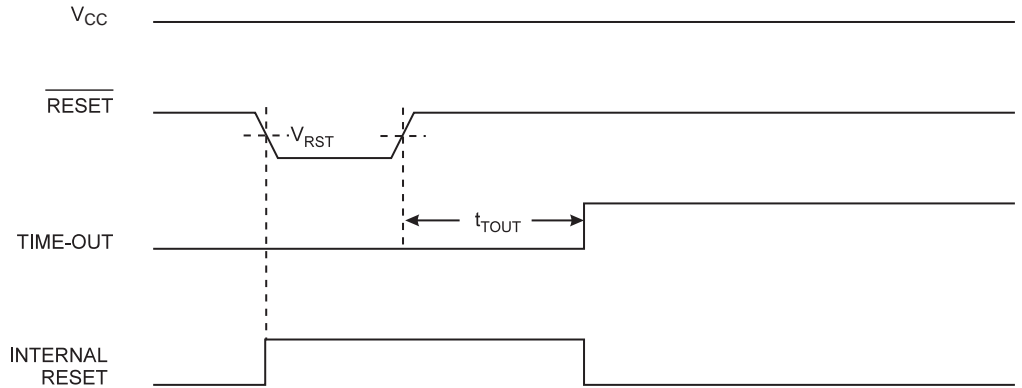 VCC
RESET
VRST
tTOUT
TIME-OUT
INTERNAL
RESET